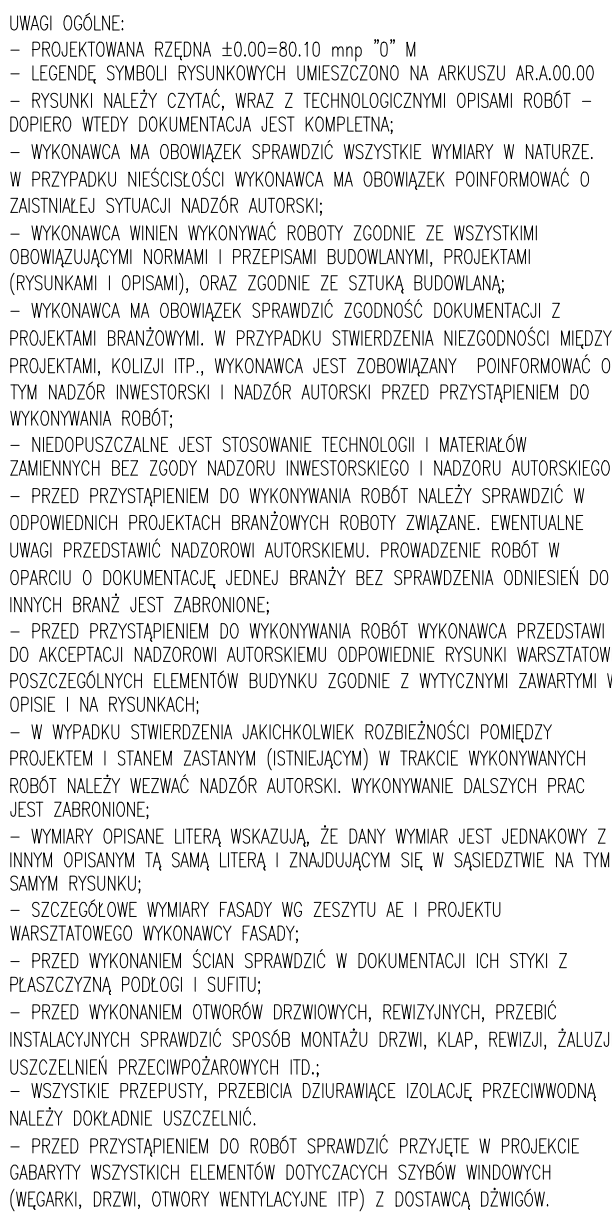 UWAGI OGÓLNE:
– PROJEKTOWANA RZĘDNA ±0.00=80.10 mnp "0" M
– LEGENDĘ SYMBOLI RYSUNKOWYCH UMIESZCZONO NA ARKUSZU AR.A.00.00
– RYSUNKI NALEŻY CZYTAĆ, WRAZ Z TECHNOLOGICZNYMI OPISAMI ROBÓT –
DOPIERO WTEDY DOKUMENTACJA JEST KOMPLETNA;
– WYKONAWCA MA OBOWIĄZEK SPRAWDZIĆ WSZYSTKIE WYMIARY W NATURZE.
W PRZYPADKU NIEŚCISŁOŚCI WYKONAWCA MA OBOWIĄZEK POINFORMOWAĆ O
ZAISTNIAŁEJ SYTUACJI NADZÓR AUTORSKI;
– WYKONAWCA WINIEN WYKONYWAĆ ROBOTY ZGODNIE ZE WSZYSTKIMI
OBOWIĄZUJĄCYMI NORMAMI I PRZEPISAMI BUDOWLANYMI, PROJEKTAMI
(RYSUNKAMI I OPISAMI), ORAZ ZGODNIE ZE SZTUKĄ BUDOWLANĄ;
– WYKONAWCA MA OBOWIĄZEK SPRAWDZIĆ ZGODNOŚĆ DOKUMENTACJI Z
PROJEKTAMI BRANŻOWYMI. W PRZYPADKU STWIERDZENIA NIEZGODNOŚCI MIĘDZY
PROJEKTAMI, KOLIZJI ITP., WYKONAWCA JEST ZOBOWIĄZANY POINFORMOWAĆ O
TYM NADZÓR INWESTORSKI I NADZÓR AUTORSKI PRZED PRZYSTĄPIENIEM DO
WYKONYWANIA ROBÓT;
– NIEDOPUSZCZALNE JEST STOSOWANIE TECHNOLOGII I MATERIAŁÓW
ZAMIENNYCH BEZ ZGODY NADZORU INWESTORSKIEGO I NADZORU AUTORSKIEGO
– PRZED PRZYSTĄPIENIEM DO WYKONYWANIA ROBÓT NALEŻY SPRAWDZIĆ W
ODPOWIEDNICH PROJEKTACH BRANŻOWYCH ROBOTY ZWIĄZANE. EWENTUALNE
UWAGI PRZEDSTAWIĆ NADZOROWI AUTORSKIEMU. PROWADZENIE ROBÓT W
OPARCIU O DOKUMENTACJĘ JEDNEJ BRANŻY BEZ SPRAWDZENIA ODNIESIEŃ DO
INNYCH BRANŻ JEST ZABRONIONE;
– PRZED PRZYSTĄPIENIEM DO WYKONYWANIA ROBÓT WYKONAWCA PRZEDSTAWI
DO AKCEPTACJI NADZOROWI AUTORSKIEMU ODPOWIEDNIE RYSUNKI WARSZTATOW
POSZCZEGÓLNYCH ELEMENTÓW BUDYNKU ZGODNIE Z WYTYCZNYMI ZAWARTYMI W
OPISIE I NA RYSUNKACH;
– W WYPADKU STWIERDZENIA JAKICHKOLWIEK ROZBIEŻNOŚCI POMIĘDZY
PROJEKTEM I STANEM ZASTANYM (ISTNIEJĄCYM) W TRAKCIE WYKONYWANYCH
ROBÓT NALEŻY WEZWAĆ NADZÓR AUTORSKI. WYKONYWANIE DALSZYCH PRAC
JEST ZABRONIONE;
– WYMIARY OPISANE LITERĄ WSKAZUJĄ, ŻE DANY WYMIAR JEST JEDNAKOWY Z
INNYM OPISANYM TĄ SAMĄ LITERĄ I ZNAJDUJĄCYM SIĘ W SĄSIEDZTWIE NA TYM
SAMYM RYSUNKU;
– SZCZEGÓŁOWE WYMIARY FASADY WG ZESZYTU AE I PROJEKTU
WARSZTATOWEGO WYKONAWCY FASADY;
– PRZED WYKONANIEM ŚCIAN SPRAWDZIĆ W DOKUMENTACJI ICH STYKI Z
PŁASZCZYZNĄ PODŁOGI I SUFITU;
– PRZED WYKONANIEM OTWORÓW DRZWIOWYCH, REWIZYJNYCH, PRZEBIĆ
INSTALACYJNYCH SPRAWDZIĆ SPOSÓB MONTAŻU DRZWI, KLAP, REWIZJI, ŻALUZJ
USZCZELNIEŃ PRZECIWPOŻAROWYCH ITD.;
– WSZYSTKIE PRZEPUSTY, PRZEBICIA DZIURAWIĄCE IZOLACJĘ PRZECIWWODNĄ
NALEŻY DOKŁADNIE USZCZELNIĆ.
– PRZED PRZYSTĄPIENIEM DO ROBÓT SPRAWDZIĆ PRZYJĘTE W PROJEKCIE
GABARYTY WSZYSTKICH ELEMENTÓW DOTYCZACYCH SZYBÓW WINDOWYCH
(WĘGARKI, DRZWI, OTWORY WENTYLACYJNE ITP) Z DOSTAWCĄ DŹWIGÓW.